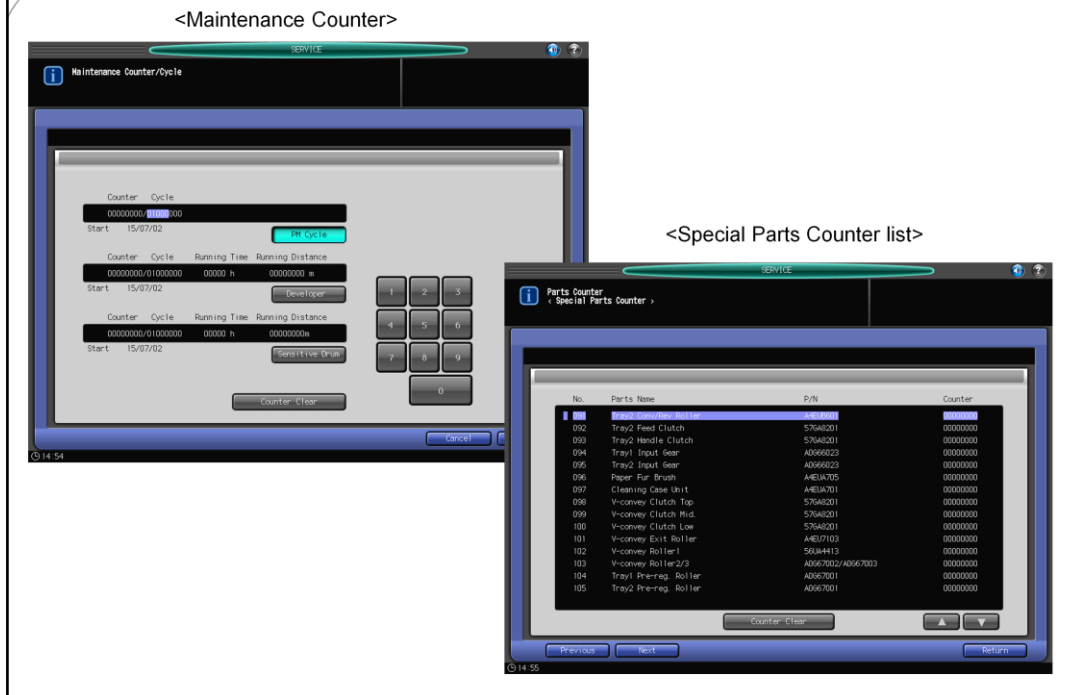 <Maintenance Counter>
SERVICE
Maintenance Counter/Cycle
Counter Cycle
00000000/01000000
Start 15/07/02
PM Cycle
Counter Cycle Running Time Running Distance
00000000/01000000 00000 h 00000000 m
Start 15/07/02
Developer
Counter Cycle Running Time Running Distance
00000000/01000000 00000 h 00000000m
Start 15/07/02
Sensitive Drum
1 2 3
4 5 6
7 8 9
0
Counter Clear
Cancel
14:54
<Special Parts Counter list>
SERVICE
Parts Counter
< Special Parts Counter >
No. Parts Name P/N Counter
091 Tray2 Conv/Rev Roller A4EUB601 00000000
092 Tray2 Feed Clutch 576A8201 00000000
093 Tray2 Handle Clutch 576A8201 00000000
094 Tray1 Input Gear A0G66023 00000000
095 Tray2 Input Gear A0G66023 00000000
096 Paper Fur Brush A4EUA705 00000000
097 Cleaning Case Unit A4EUA701 00000000
098 V-convey Clutch Top 576A8201 00000000
099 V-convey Clutch Mid. 576A8201 00000000
100 V-convey Clutch Low 576A8201 00000000
101 V-convey Exit Roller A4EU7103 00000000
102 V-convey Roller1 56UA4413 00000000
103 V-convey Roller2/3 A0G67002/A0G67003 00000000
104 Tray1 Pre-reg. Roller A0G67001 00000000
105 Tray2 Pre-reg. Roller A0G67001 00000000
Counter Clear
Previous Next Return
14:55